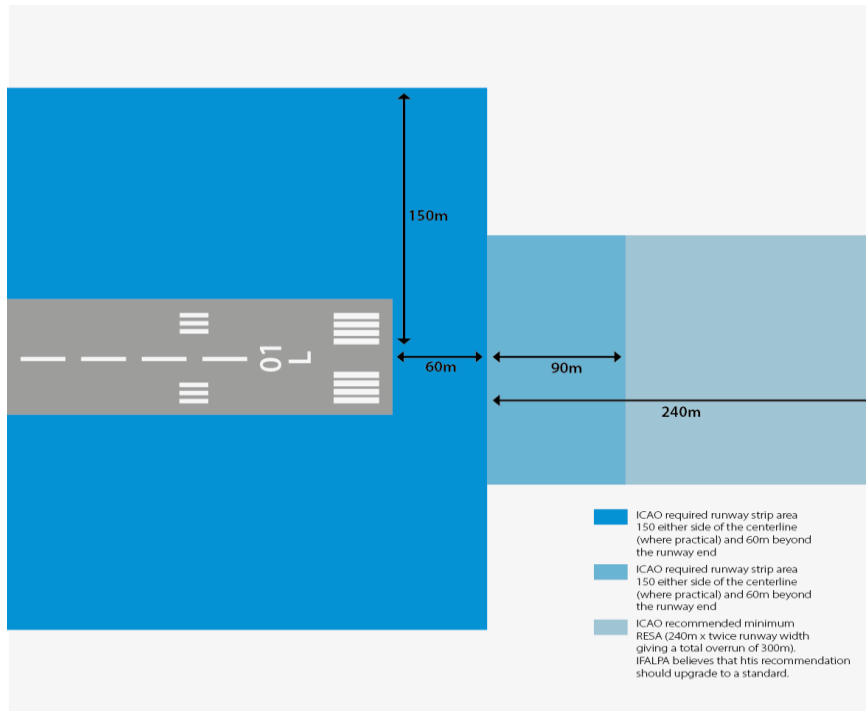 150m
01
L
60m
90m
240m
ICAO required runway strip area
150 either side of the centerline
(where practical) and 60m beyond
the runway end
ICAO required runway strip area
150 either side of the centerline
(where practical) and 60m beyond
the runway end
ICAO recommended minimum
RESA (240m x twice runway width
giving a total overrun of 300m).
IFALPA believes that htis recommendation
should upgrade to a standard.